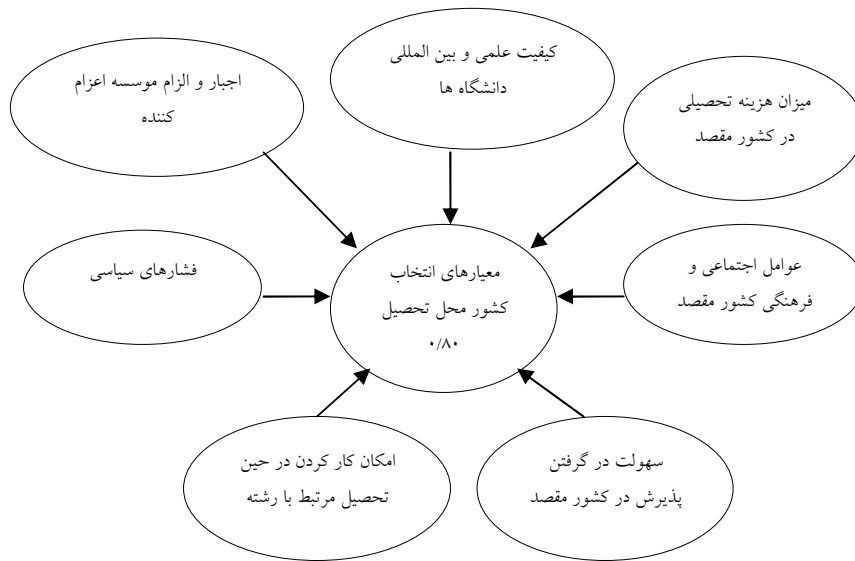 کیفیت علمی و بین المللی
دانشگاه ها
اجبار و الزام موسسه اعزام
کننده
میزان هزینه تحصیلی
در کشور مقصد
فشارهای سیاسی
معیارهای انتخاب
کشور محل تحصیل
۰/۸۰
عوامل اجتماعی و
فرهنگی کشور مقصد
امکان کار کردن در حین
تحصیل مرتبط با رشته
سهولت در گرفتن
پذیرش در کشور مقصد